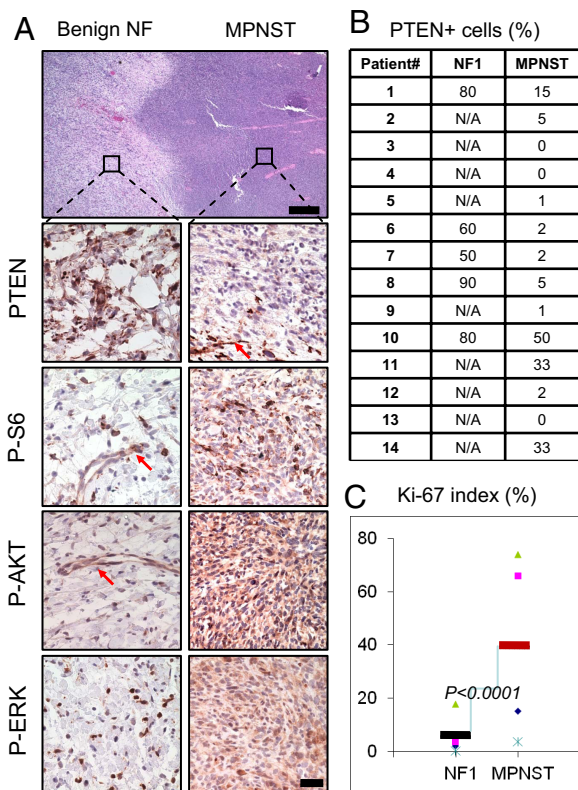 A
Benign NF MPNST
PTEN
P-S6
P-AKT
P-ERK
B PTEN+ cells (%)
Patient# NF1 MPNST
1 80 15
2 N/A 5
3 N/A 0
4 N/A 0
5 N/A 1
6 60 2
7 50 2
8 90 5
9 N/A 1
10 80 50
11 N/A 33
12 N/A 2
13 N/A 0
14 N/A 33
C Ki-67 index (%)
80
60
40
20
0
P<0.0001
NF1 MPNST